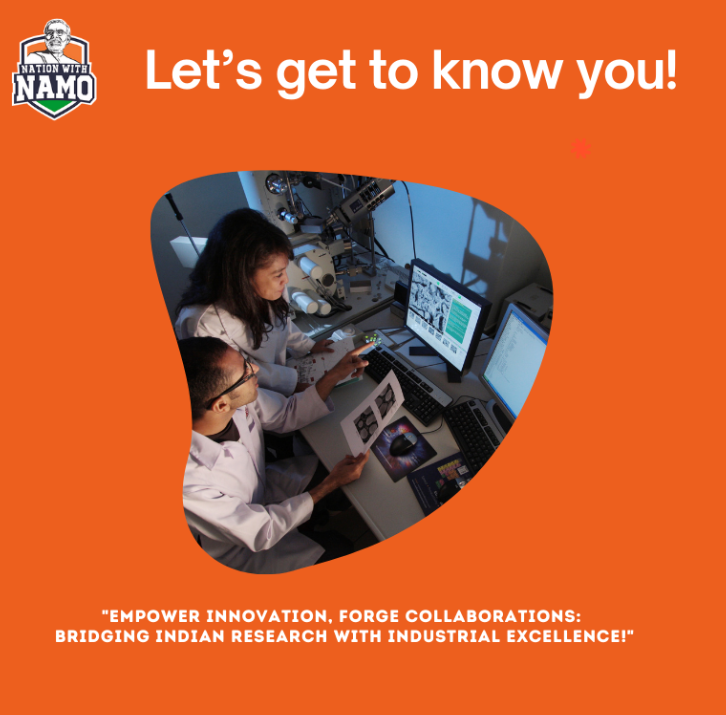 NATION WITH
NAMO
Let's get to know you!
"EMPOWER INNOVATION, FORGE COLLABORATIONS:
BRIDGING INDIAN RESEARCH WITH INDUSTRIAL EXCELLENCE!"